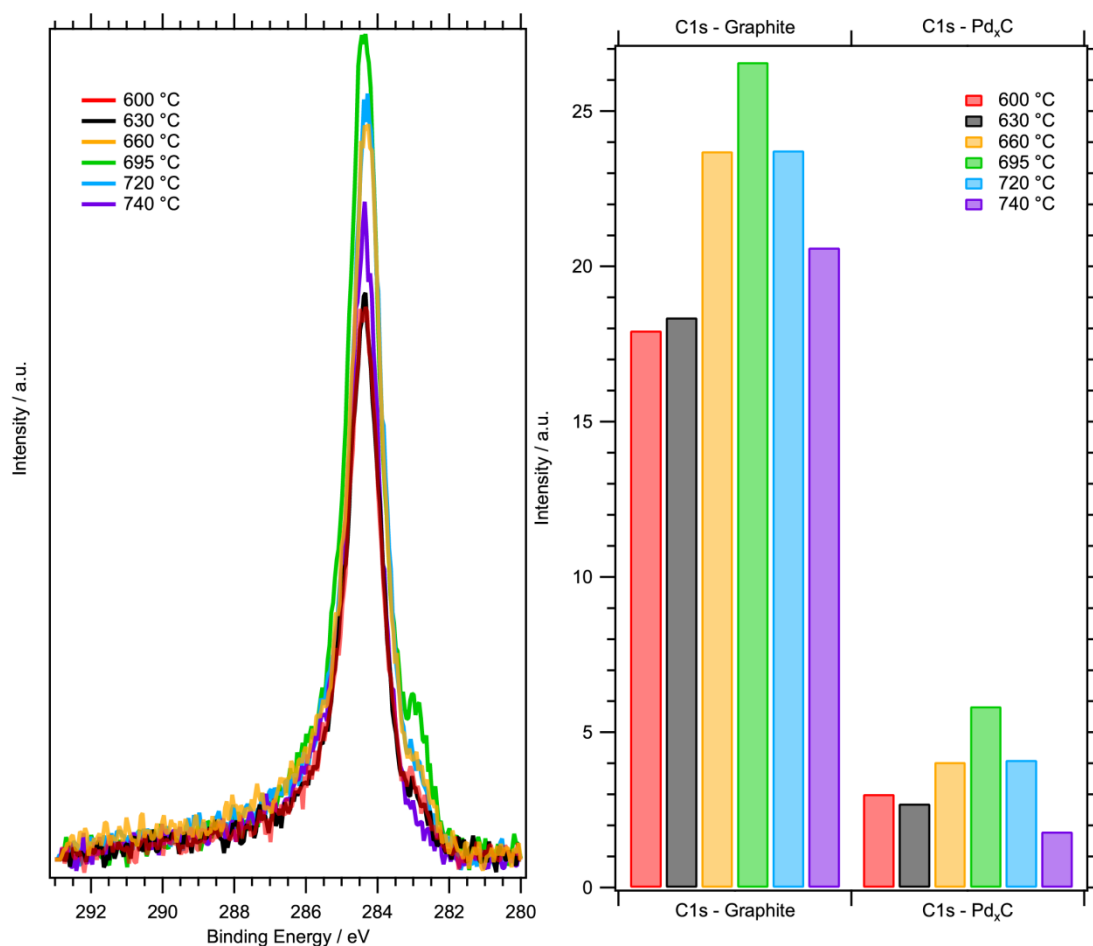 600 °C
630 °C
660 °C
695 °C
720 °C
740 °C
Intensity / a.u.
292 290 288 286 284 282 280
Binding Energy / eV
C1s - Graphite C1s - PdₓC
600 °C
630 °C
660 °C
695 °C
720 °C
740 °C
Intensity / a.u.
25
20
15
10
5
0
C1s - Graphite C1s - PdₓC